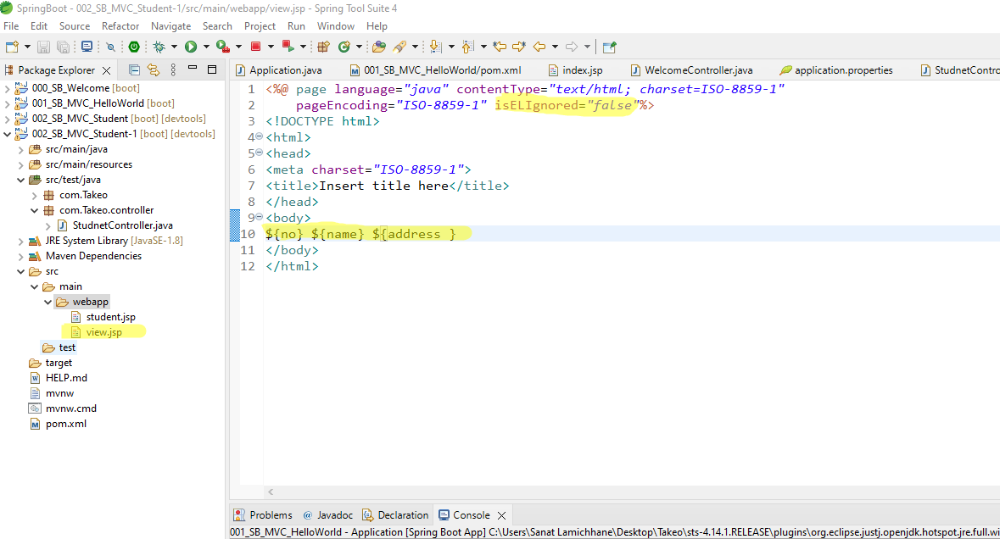 SpringBoot - 002_SB_MVC_Student-1/src/main/webapp/view.jsp - Spring Tool Suite 4
File Edit Source Refactor Navigate Search Project Run Window Help
Package Explorer
000_SB_Welcome [boot]
001_SB_MVC_HelloWorld [boot]
002_SB_MVC_Student [boot] [devtools]
002_SB_MVC_Student-1 [boot] [devtools]
src/main/java
src/main/resources
src/test/java
com.Takeo
com.Takeo.controller
StudnetController.java
JRE System Library [JavaSE-1.8]
Maven Dependencies
src
main
webapp
student.jsp
view.jsp
test
target
HELP.md
mvnw
mvnw.cmd
pom.xml
Application.java 001_SB_MVC_HelloWorld/pom.xml index.jsp WelcomeController.java application.properties StudnetContro
1 <%@ page language="java" contentType="text/html; charset=ISO-8859-1"
2 pageEncoding="ISO-8859-1" isELIgnored="false"%>
3 <!DOCTYPE html>
4 <html>
5 <head>
6 <meta charset="ISO-8859-1">
7 <title>Insert title here</title>
8 </head>
9 <body>
10 ${no} ${name} ${address }
11 </body>
12 </html>
Problems @ Javadoc Declaration Console
001_SB_MVC_HelloWorld - Application [Spring Boot App] C:\Users\Sanat Lamichhane\Desktop\Takeo\sts-4.14.1.RELEASE\plugins\org.eclipse.justj.openjdk.hotspot.jre.full.wi